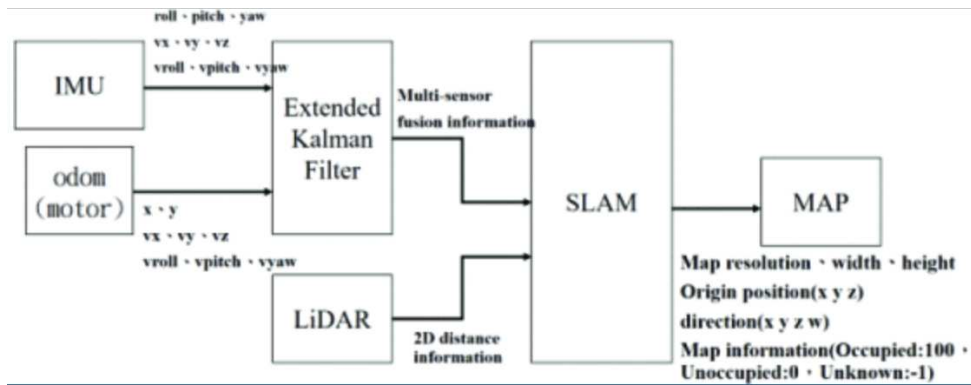 roll、pitch、yaw
vx、vy、vz
vroll、vpitch、vyaw
IMU
Extended
Kalman
Filter
Multi-sensor
fusion information
odom
(motor)
x、y
vx、vy、vz
vroll、vpitch、vyaw
SLAM
MAP
LiDAR
2D distance
information
Map resolution、width、height
Origin position(x y z)
direction(x y z w)
Map information(Occupied:100、
Unoccupied:0、Unknown:-1)